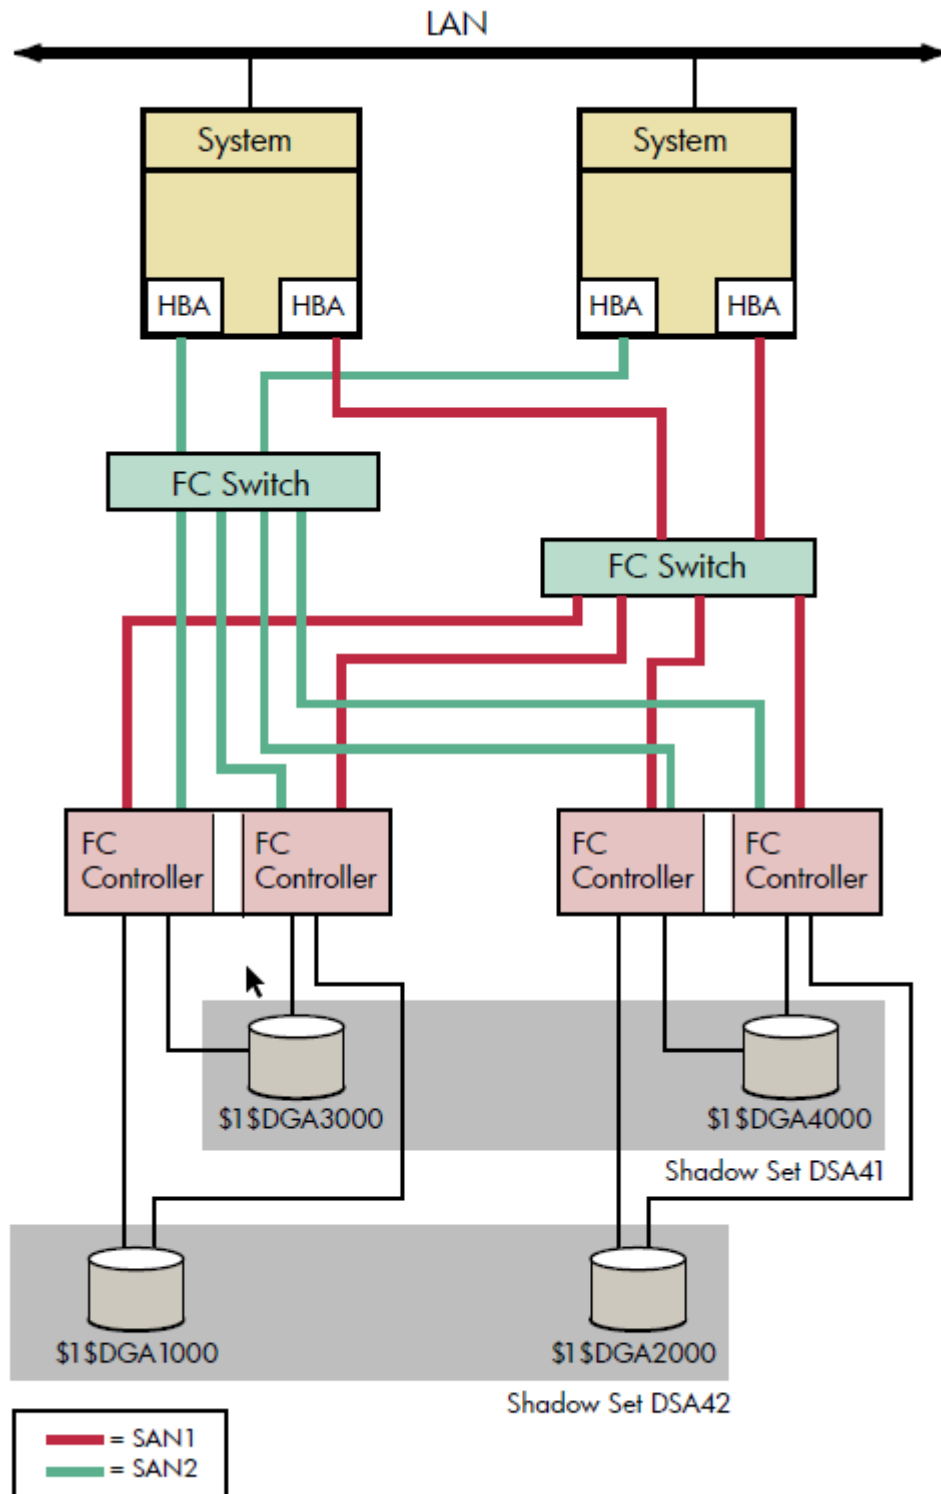 LAN
System
System
HBA
HBA
HBA
HBA
FC Switch
FC Switch
FC
Controller
FC
Controller
FC
Controller
FC
Controller
$1$DGA3000
$1$DGA4000
Shadow Set DSA41
$1$DGA1000
$1$DGA2000
Shadow Set DSA42
= SAN1
= SAN2